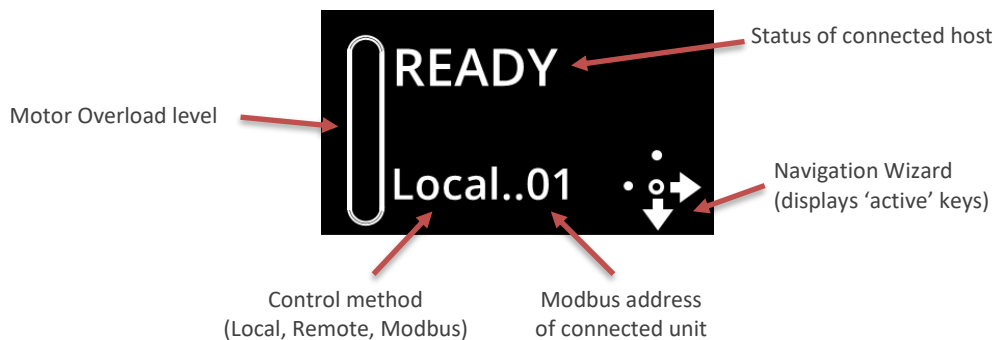 Status of connected host
READY
Motor Overload level
Local..01
Navigation Wizard
(displays ‘active’ keys)
Control method
(Local, Remote, Modbus)
Modbus address
of connected unit